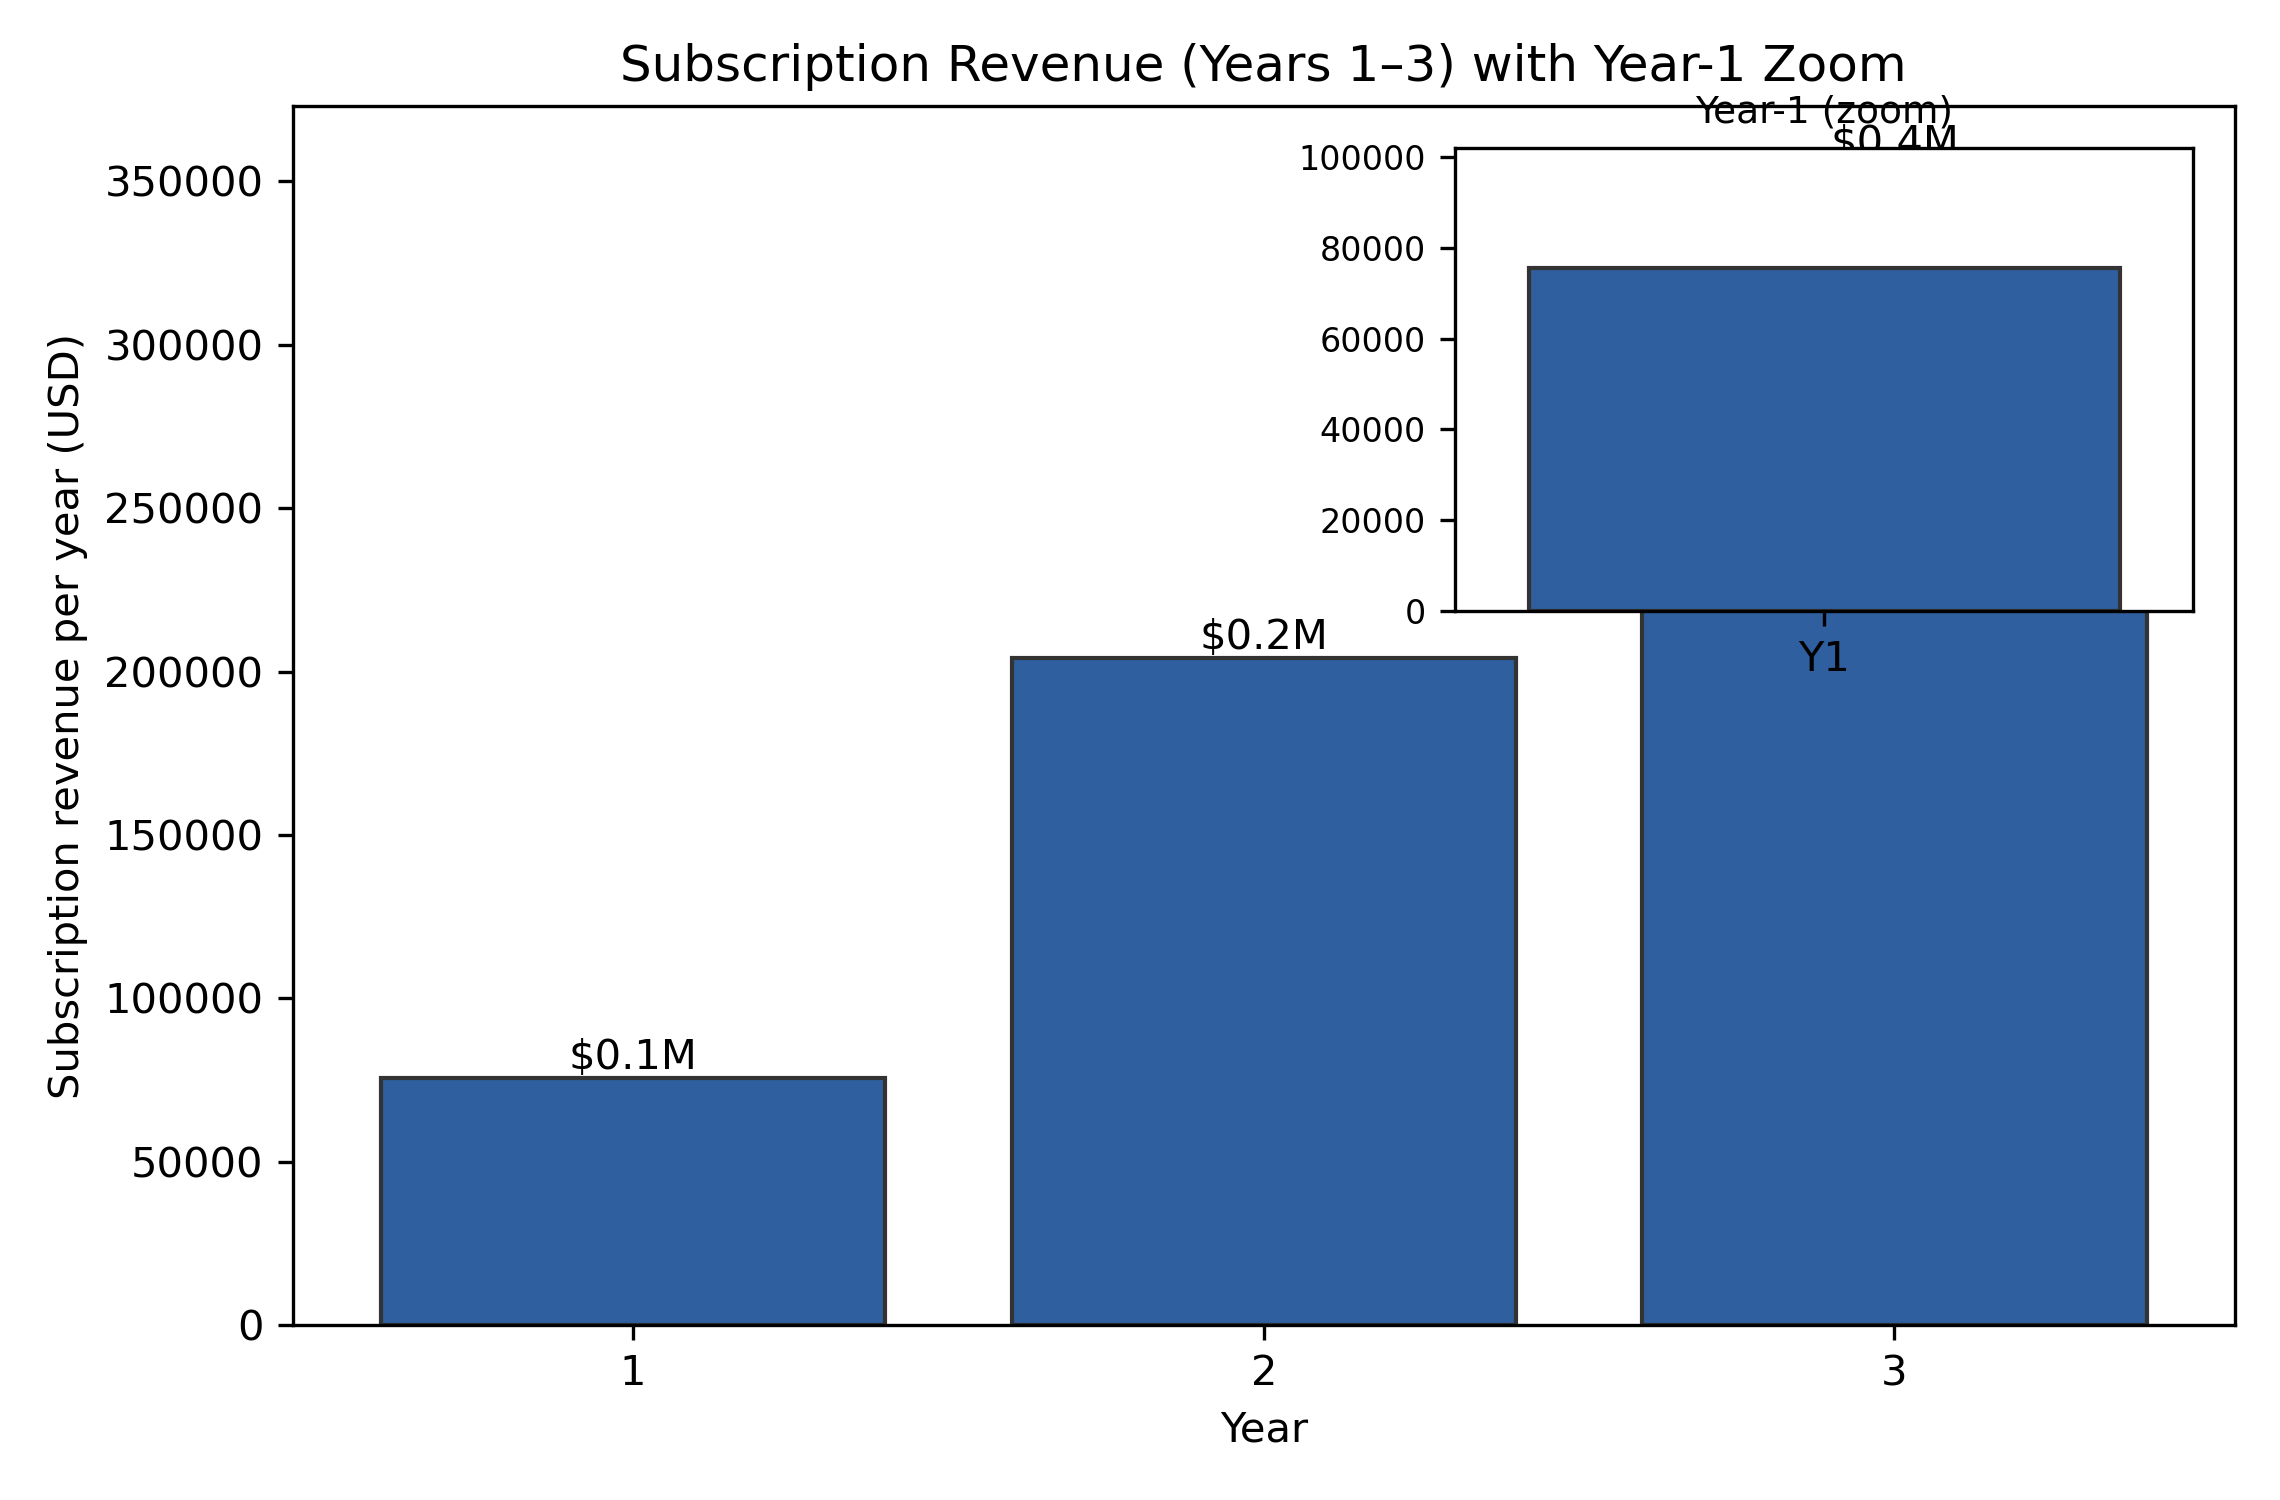 Subscription Revenue (Years 1–3) with Year-1 Zoom
Year-1 (zoom)
$0.4M
100000
80000
60000
40000
20000
0
Y1
350000
300000
250000
200000
150000
100000
50000
0
Subscription revenue per year (USD)
$0.1M
$0.2M
1
2
3
Year